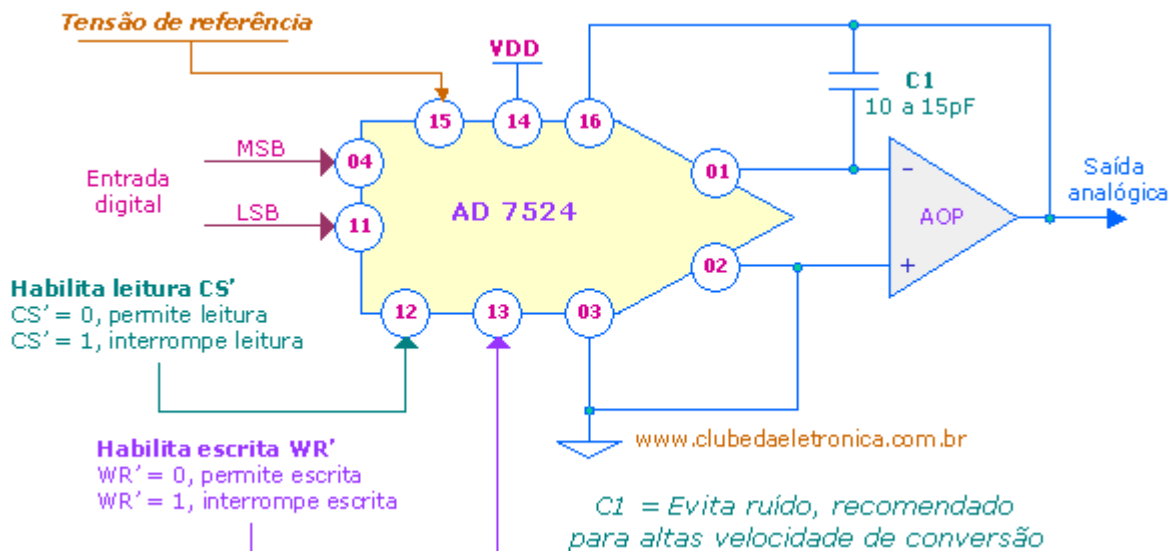 Tensão de referência
VDD
15
14
16
C1
10 a 15pF
MSB
04
01
Entrada
digital
LSB
11
AD 7524
-
AOP
Saída
analógica
02
+
Habilita leitura CS’
CS’ = 0, permite leitura
CS’ = 1, interrompe leitura
12
13
03
www.clubedaeletronica.com.br
Habilita escrita WR’
WR’ = 0, permite escrita
WR’ = 1, interrompe escrita
C1 = Evita ruído, recomendado
para altas velocidade de conversão